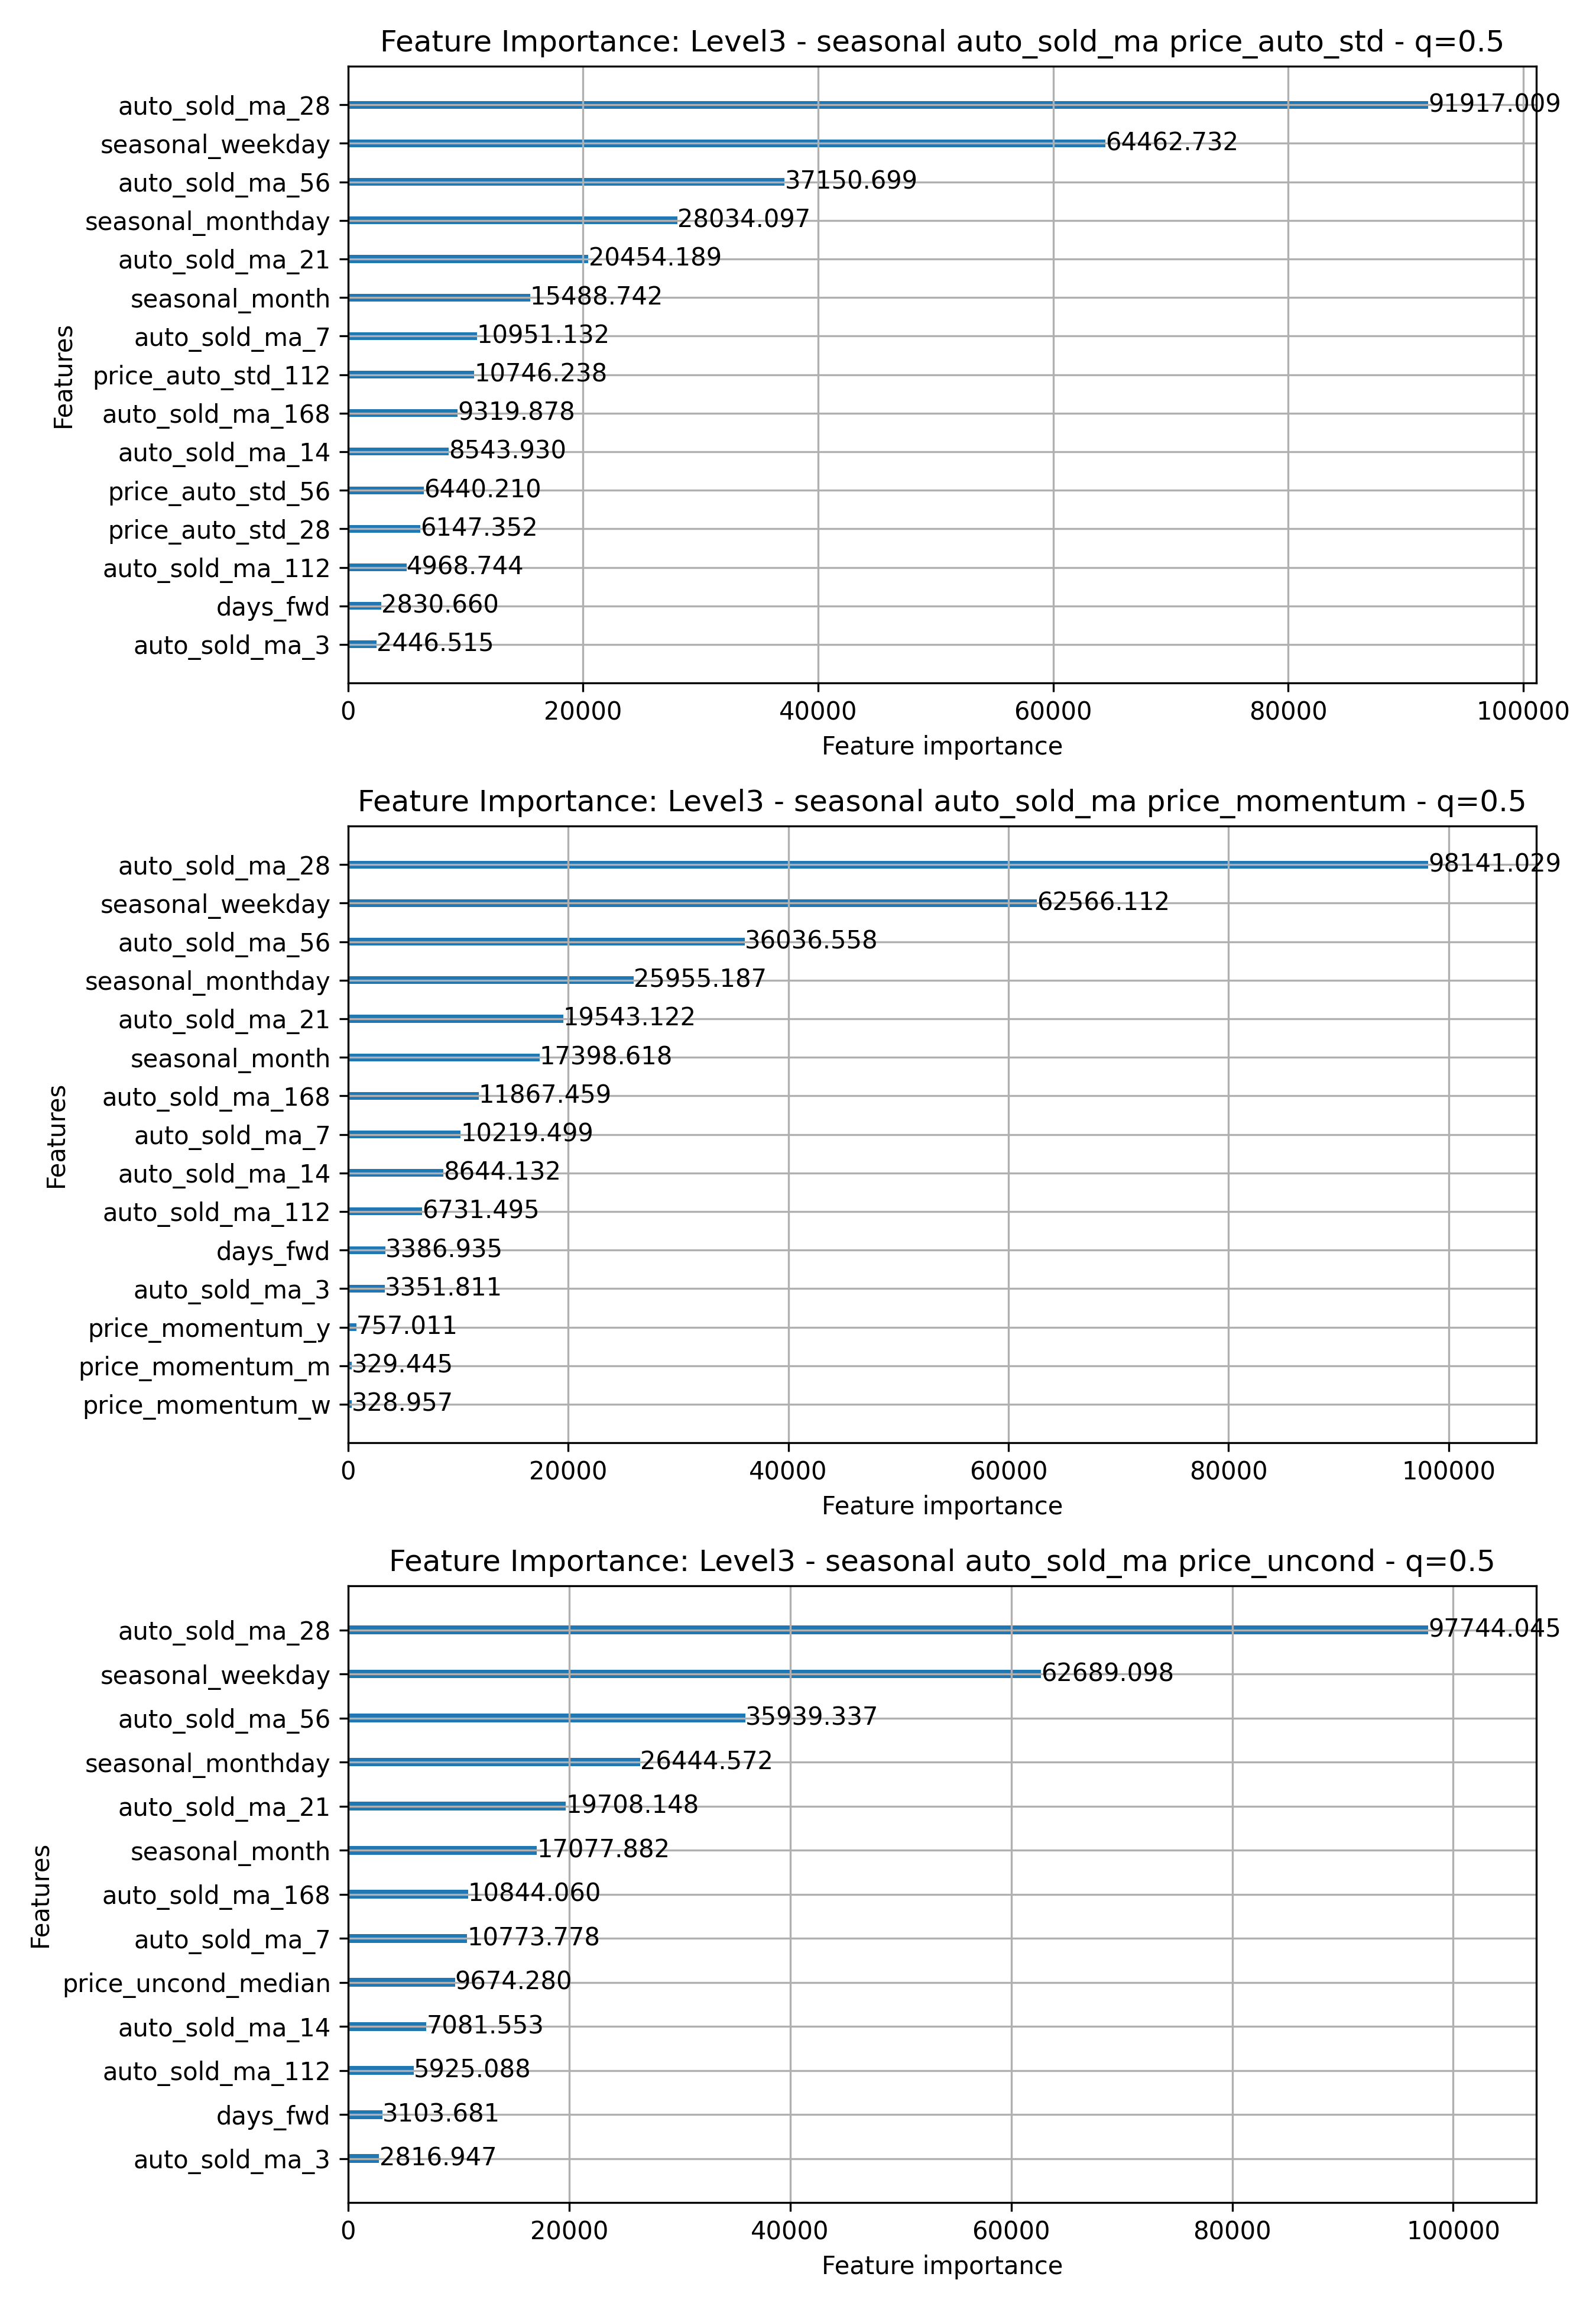 Feature Importance: Level3 - seasonal auto_sold_ma price_auto_std - q=0.5
Features
auto_sold_ma_28 91917.009
seasonal_weekday 64462.732
auto_sold_ma_56 37150.699
seasonal_monthday 28034.097
auto_sold_ma_21 20454.189
seasonal_month 15488.742
auto_sold_ma_7 10951.132
price_auto_std_112 10746.238
auto_sold_ma_168 9319.878
auto_sold_ma_14 8543.930
price_auto_std_56 6440.210
price_auto_std_28 6147.352
auto_sold_ma_112 4968.744
days_fwd 2830.660
auto_sold_ma_3 2446.515
0 20000 40000 60000 80000 100000
Feature importance
Feature Importance: Level3 - seasonal auto_sold_ma price_momentum - q=0.5
Features
auto_sold_ma_28 98141.029
seasonal_weekday 62566.112
auto_sold_ma_56 36036.558
seasonal_monthday 25955.187
auto_sold_ma_21 19543.122
seasonal_month 17398.618
auto_sold_ma_168 11867.459
auto_sold_ma_7 10219.499
auto_sold_ma_14 8644.132
auto_sold_ma_112 6731.495
days_fwd 3386.935
auto_sold_ma_3 3351.811
price_momentum_y 757.011
price_momentum_m 329.445
price_momentum_w 328.957
0 20000 40000 60000 80000 100000
Feature importance
Feature Importance: Level3 - seasonal auto_sold_ma price_uncond - q=0.5
Features
auto_sold_ma_28 97744.045
seasonal_weekday 62689.098
auto_sold_ma_56 35939.337
seasonal_monthday 26444.572
auto_sold_ma_21 19708.148
seasonal_month 17077.882
auto_sold_ma_168 10844.060
auto_sold_ma_7 10773.778
price_uncond_median 9674.280
auto_sold_ma_14 7081.553
auto_sold_ma_112 5925.088
days_fwd 3103.681
auto_sold_ma_3 2816.947
0 20000 40000 60000 80000 100000
Feature importance